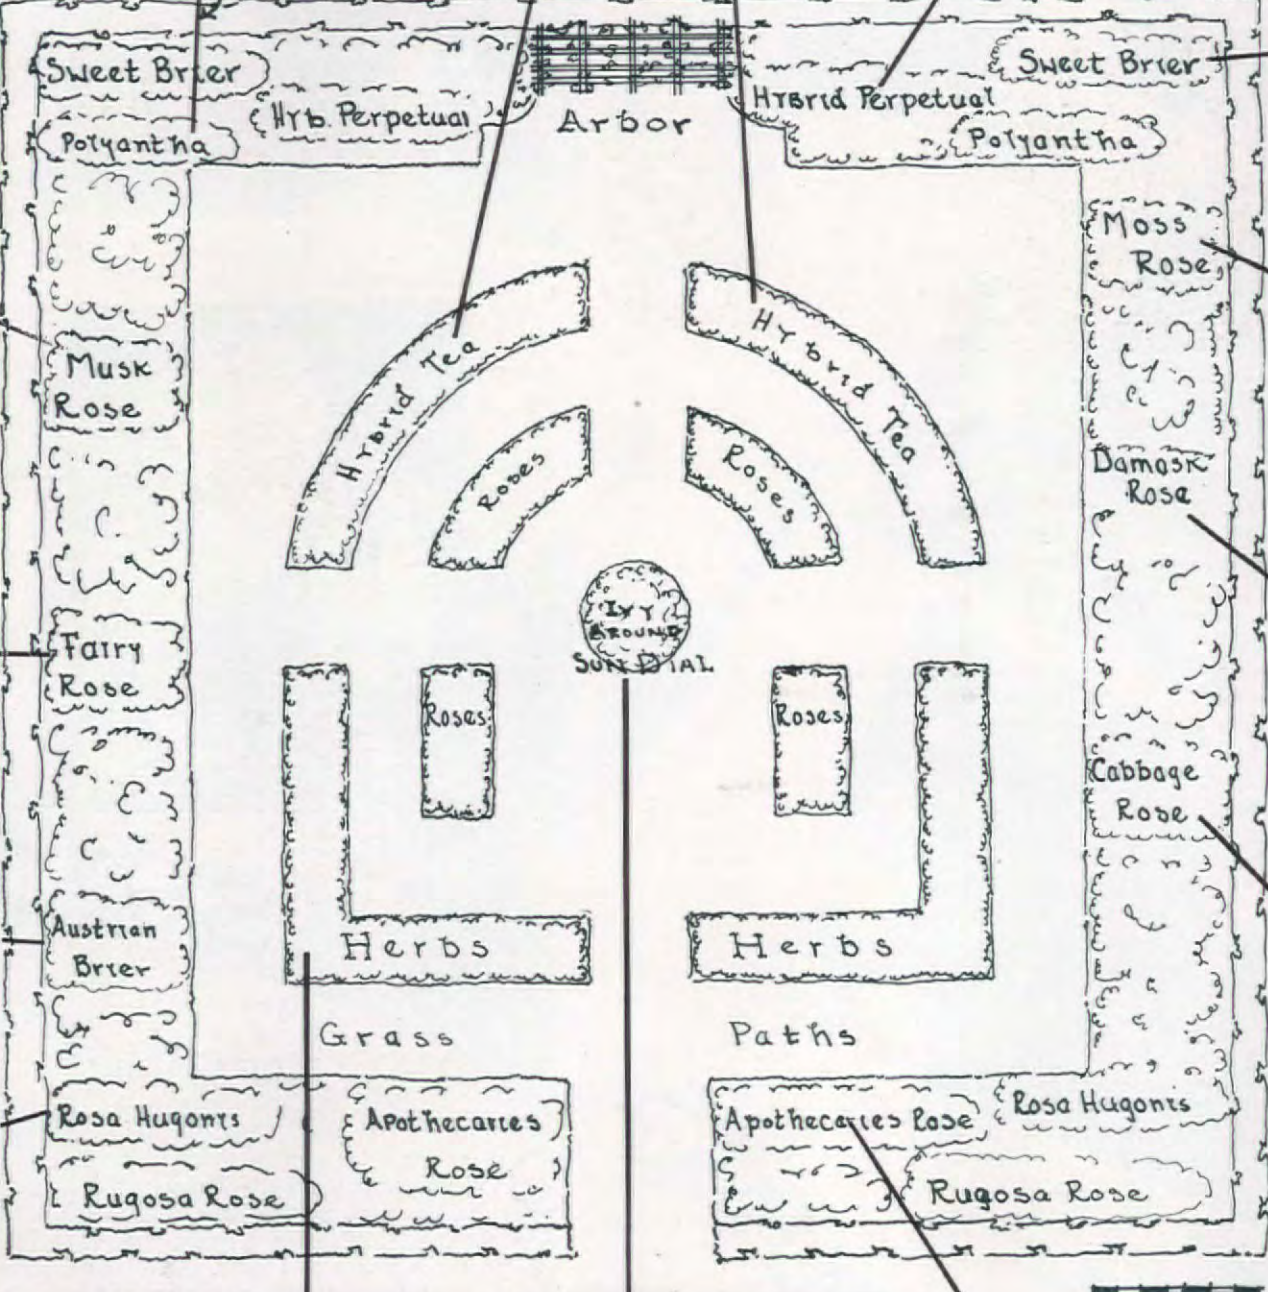 Sweet Brier
Sweet Brier
Hyb. Perpetual
Hybrid Perpetual
Arbor
Polyantha
Polyantha
Moss
Rose
Hybrid Tea
Hybrid Tea
Musk
Rose
Roses
Roses
Damask
Rose
Ivy
Around
Sun Dial
Fairy
Rose
Roses
Roses
Cabbage
Rose
Austrian
Brier
Herbs
Herbs
Grass
Paths
Rosa Hugonis
Apothecaries
Rose
Apothecaries Rose
Rosa Hugonis
Rugosa Rose
Rugosa Rose